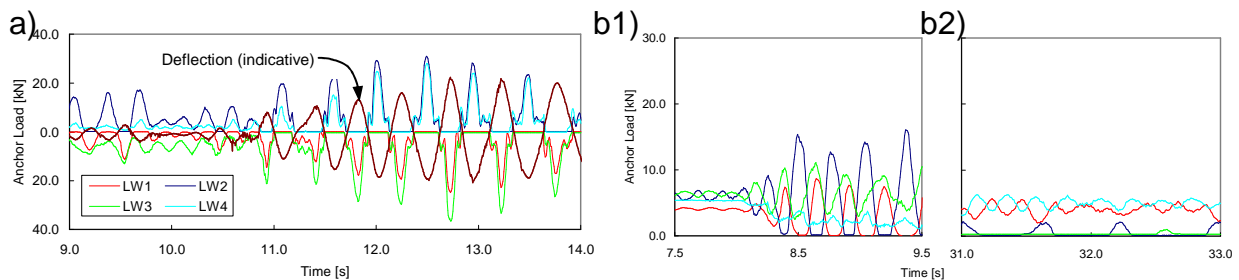 a)
40.0
20.0
0.0
20.0
40.0
Anchor Load [kN]
Deflection (indicative)
LW1 LW2
LW3 LW4
9.0 10.0 11.0 12.0 13.0 14.0
Time [s]
b1)
30.0
20.0
10.0
0.0
Anchor Load [kN]
7.5 8.5 9.5
b2)
31.0 32.0 33.0
Time [s]